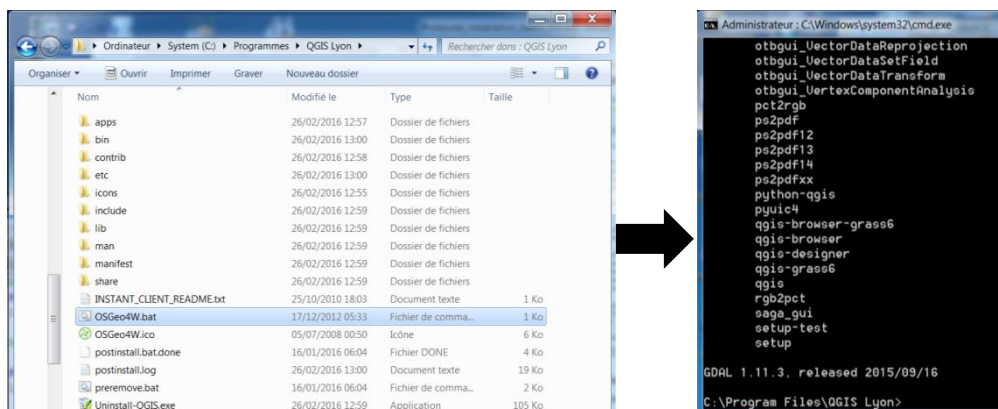 Ordinateur ▸ System (C:) ▸ Programmes ▸ QGIS Lyon ▸
Rechercher dans : QGIS Lyon
Organiser Ouvrir Imprimer Graver Nouveau dossier
Nom Modifié le Type Taille
apps 26/02/2016 12:57 Dossier de fichiers
bin 26/02/2016 13:00 Dossier de fichiers
contrib 26/02/2016 12:58 Dossier de fichiers
etc 26/02/2016 13:00 Dossier de fichiers
icons 26/02/2016 12:55 Dossier de fichiers
include 26/02/2016 12:59 Dossier de fichiers
lib 26/02/2016 12:59 Dossier de fichiers
man 26/02/2016 12:59 Dossier de fichiers
manifest 26/02/2016 12:59 Dossier de fichiers
share 26/02/2016 12:59 Dossier de fichiers
INSTANT_CLIENT_README.txt 25/10/2010 18:03 Document texte 1 Ko
OSGeo4W.bat 17/12/2012 05:33 Fichier de comma... 1 Ko
OSGeo4W.ico 05/07/2008 00:50 Icône 6 Ko
postinstall.bat.done 16/01/2016 06:04 Fichier DONE 4 Ko
postinstall.log 26/02/2016 13:00 Document texte 19 Ko
preremove.bat 16/01/2016 06:04 Fichier de comma... 2 Ko
Uninstall-QGIS.exe 26/02/2016 12:59 Application 105 Ko
Administrateur : C:\Windows\system32\cmd.exe
otbgui_VectorDataReprojection
otbgui_VectorDataSetField
otbgui_VectorDataTransform
otbgui_VertexComponentAnalysis
pct2rgb
ps2pdf
ps2pdf12
ps2pdf13
ps2pdf14
ps2pdfxx
python-qgis
pyuic4
qgis-browser-grass6
qgis-browser
qgis-designer
qgis-grass6
qgis
rgb2pct
saga_gui
setup-test
setup
GDAL 1.11.3, released 2015/09/16
C:\Program Files\QGIS Lyon>